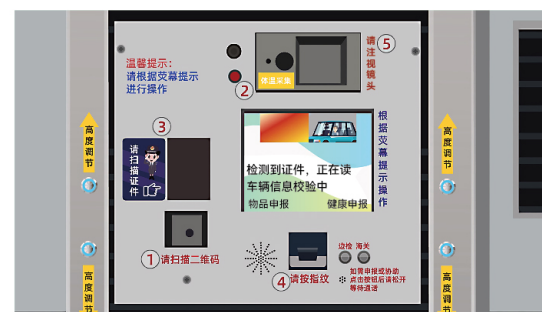 温馨提示：
请根据荧幕提示
进行操作
②
体温采集
请注视镜头
⑤
③
请扫描证件
检测到证件，正在读
车辆信息校验中
物品申报
健康申报
根据荧幕提示操作
高度调节
高度调节
①请扫描二维码
④请按指纹
边检 海关
如需申报或协助
点击按钮后请松开
等待通话
高度调节
高度调节